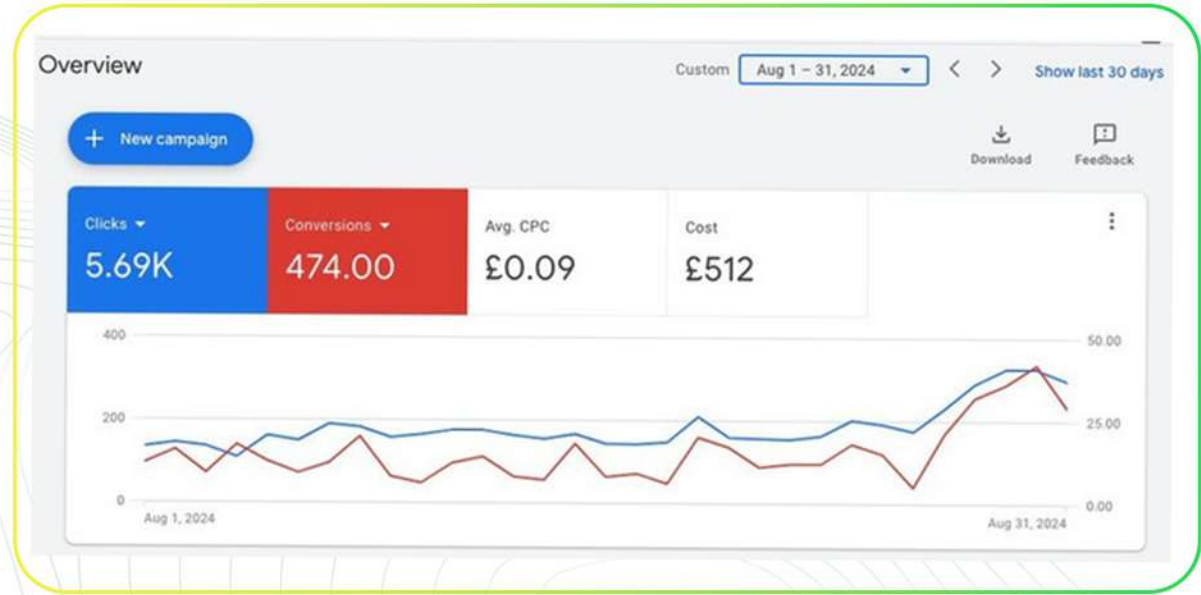 Overview
Custom Aug 1 – 31, 2024 Show last 30 days
+ New campaign
Download Feedback
Clicks Conversions Avg. CPC Cost
5.69K 474.00 £0.09 £512
400 50.00
200 25.00
0 0.00
Aug 1, 2024 Aug 31, 2024